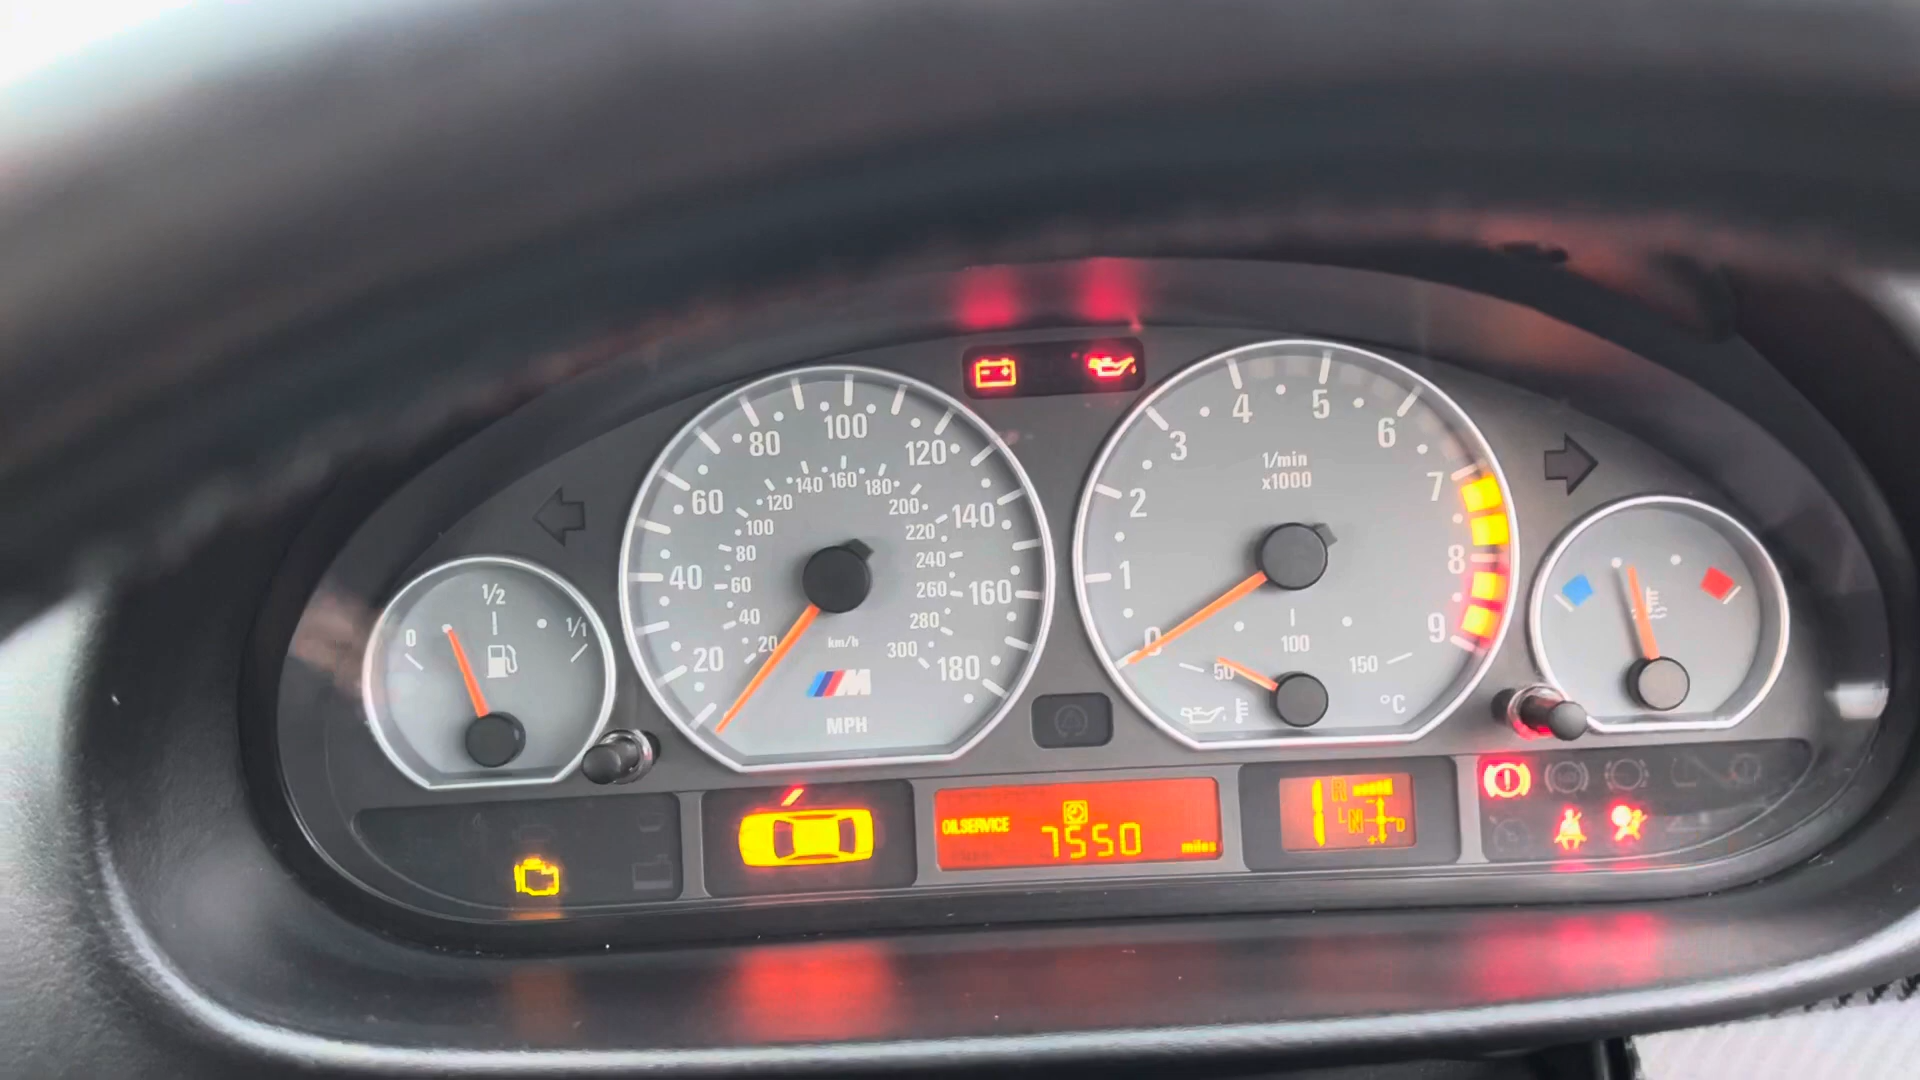 0 1/2 1/1
20 40 60 80 100 120 140 160 180
20 40 60 80 100 120 140 160 180 200 220 240 260 280 300
km/h
M
MPH
0 1 2 3 4 5 6 7 8 9
1/min
x1000
50 100 150
°C
OILSERVICE
7550
miles
D